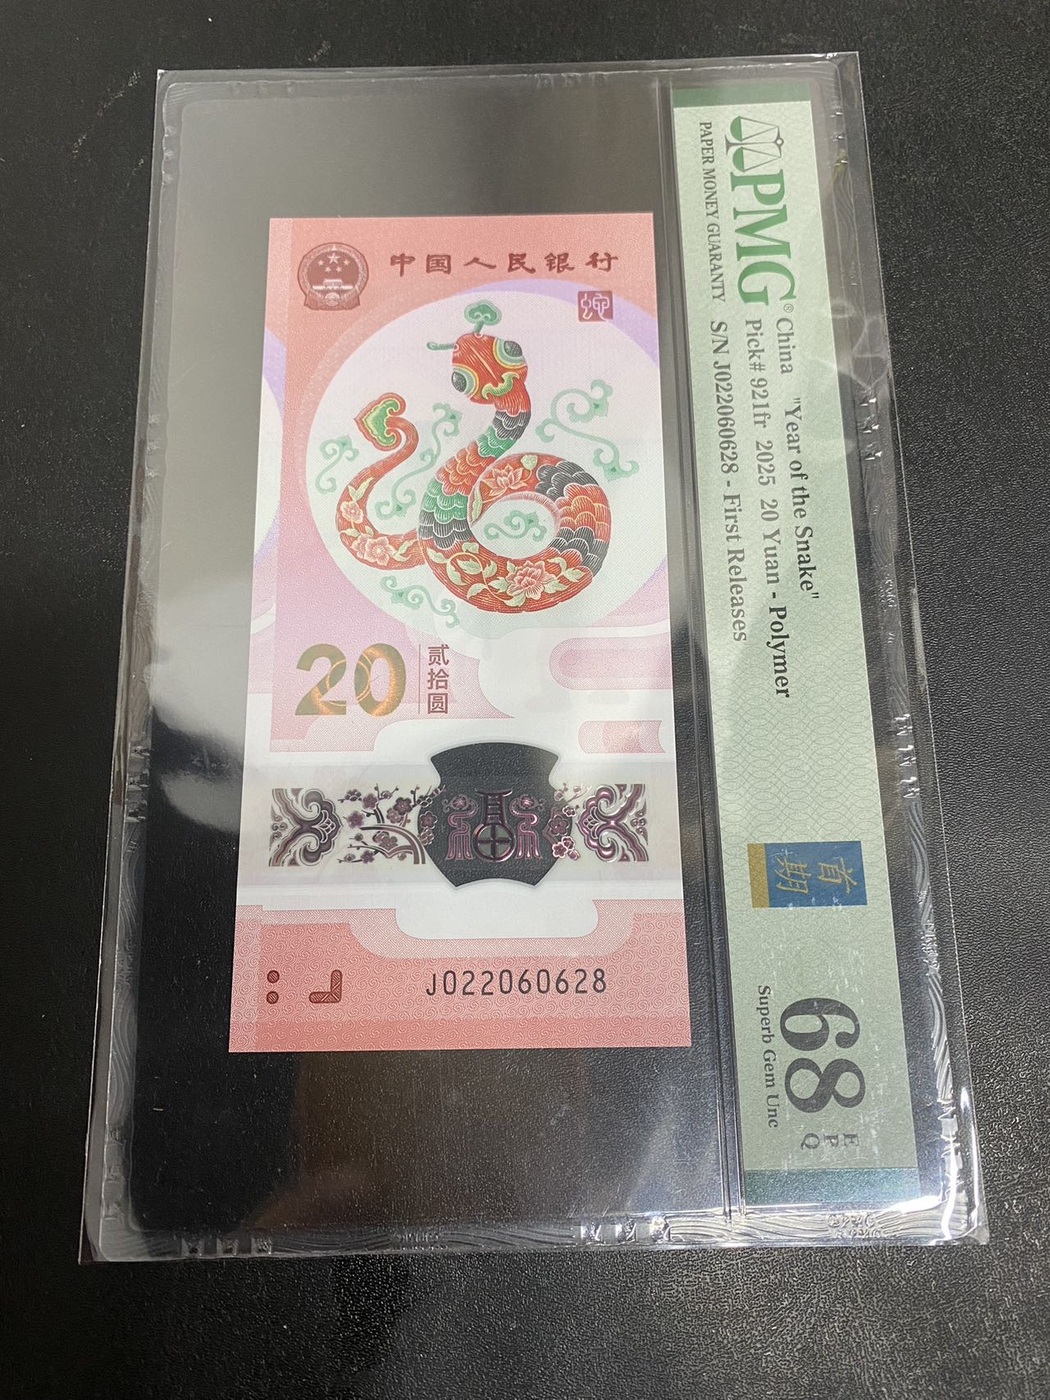 中国人民银行
20
贰拾圆
福
J022060628
PMG®
PAPER MONEY GUARANTY
China "Year of the Snake"
Pick# 921fr 2025 20 Yuan - Polymer
S/N J022060628 - First Releases
首期
68 EPQ
Superb Gem Unc